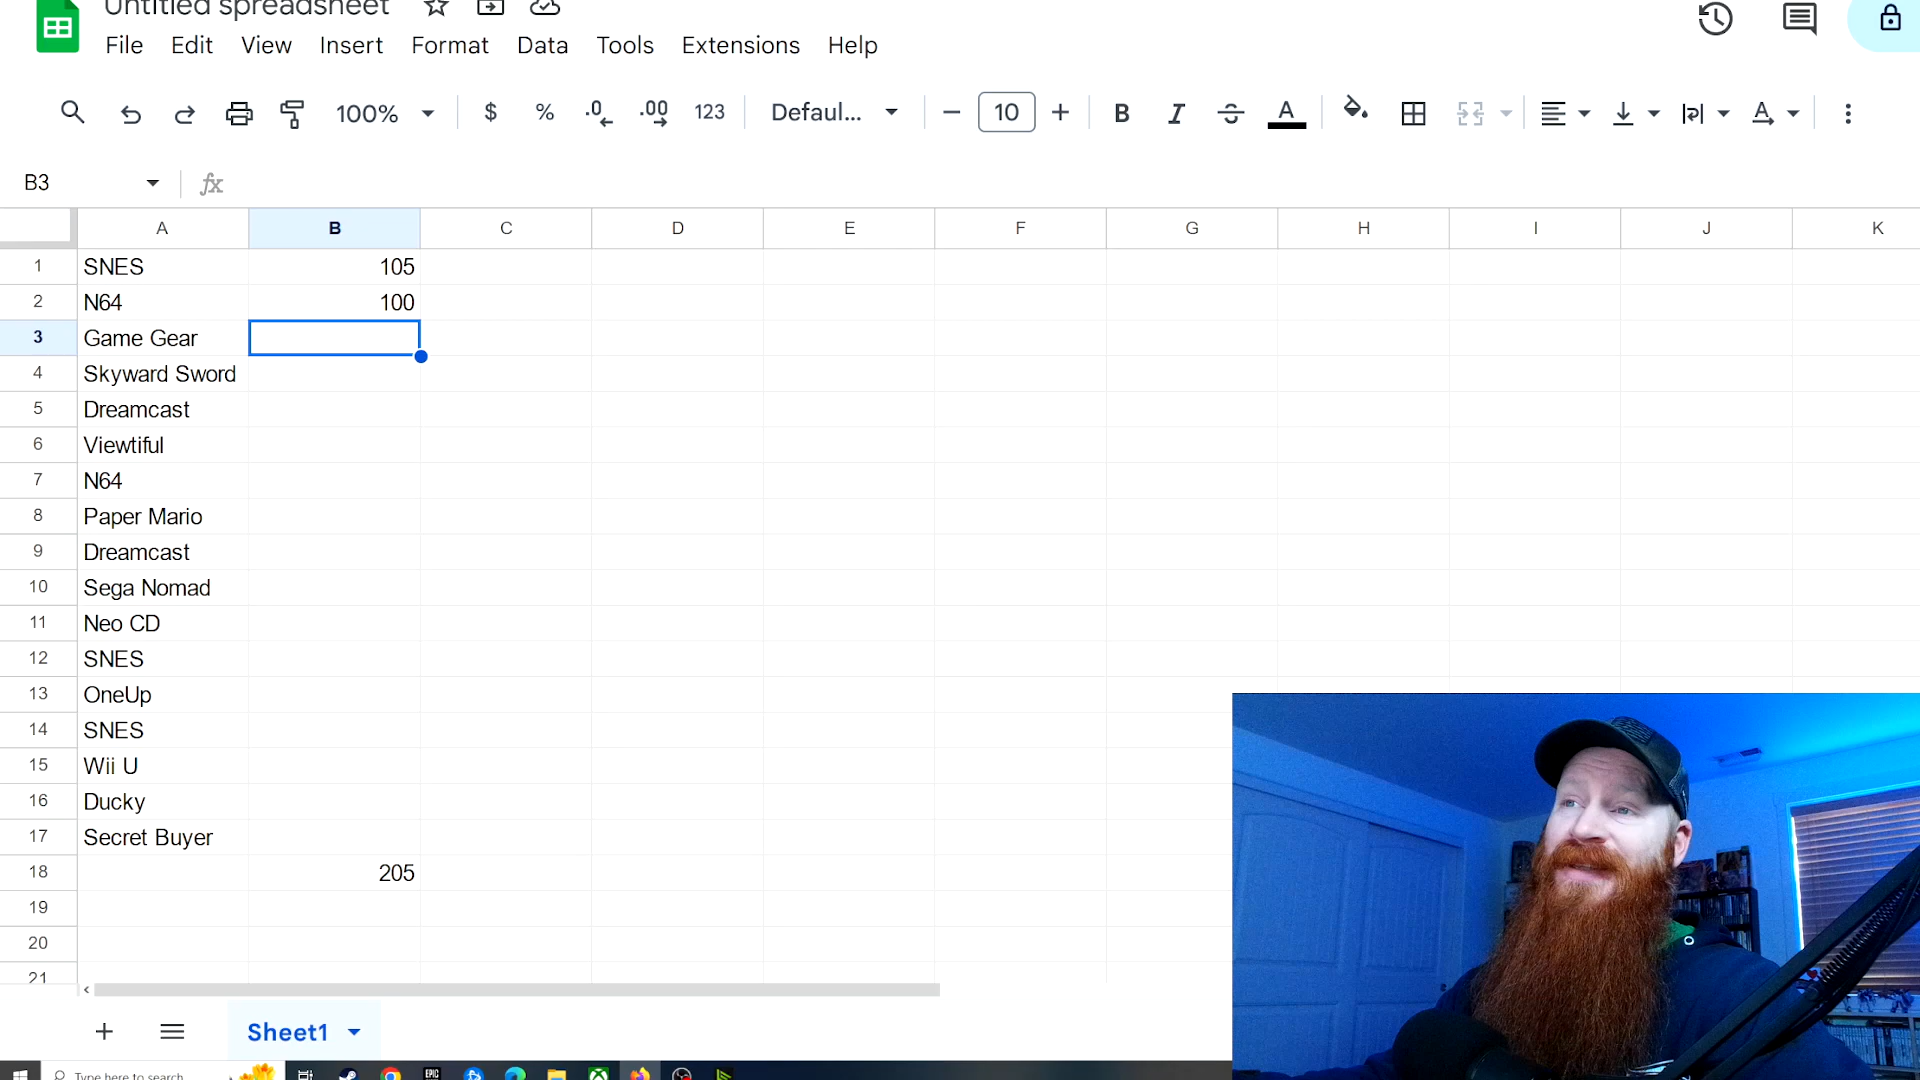 Untitled spreadsheet
File Edit View Insert Format Data Tools Extensions Help
100% $ % .0 .00 123 Defaul... 10 B I A
B3 fx
A B C D E F G H I J K
1 SNES 105
2 N64 100
3 Game Gear
4 Skyward Sword
5 Dreamcast
6 Viewtiful
7 N64
8 Paper Mario
9 Dreamcast
10 Sega Nomad
11 Neo CD
12 SNES
13 OneUp
14 SNES
15 Wii U
16 Ducky
17 Secret Buyer
18 205
19
20
21
Sheet1
Type here to search
EPIC